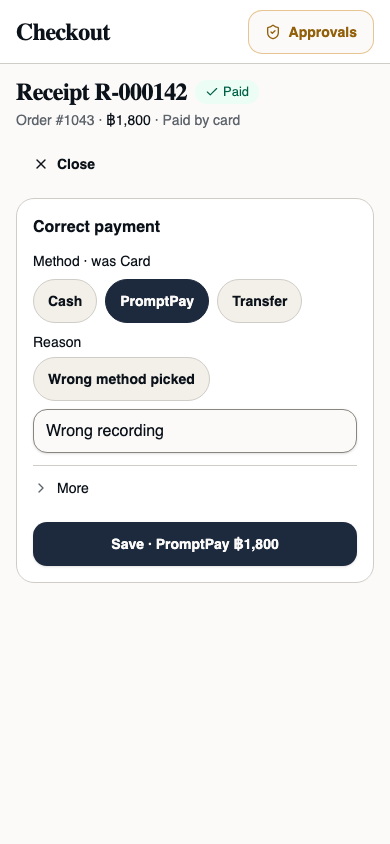 Checkout
Approvals
Receipt R-000142
Paid
Order #1043 · ฿1,800 · Paid by card
Close
Correct payment
Method · was Card
Cash
PromptPay
Transfer
Reason
Wrong method picked
Wrong recording
More
Save · PromptPay ฿1,800